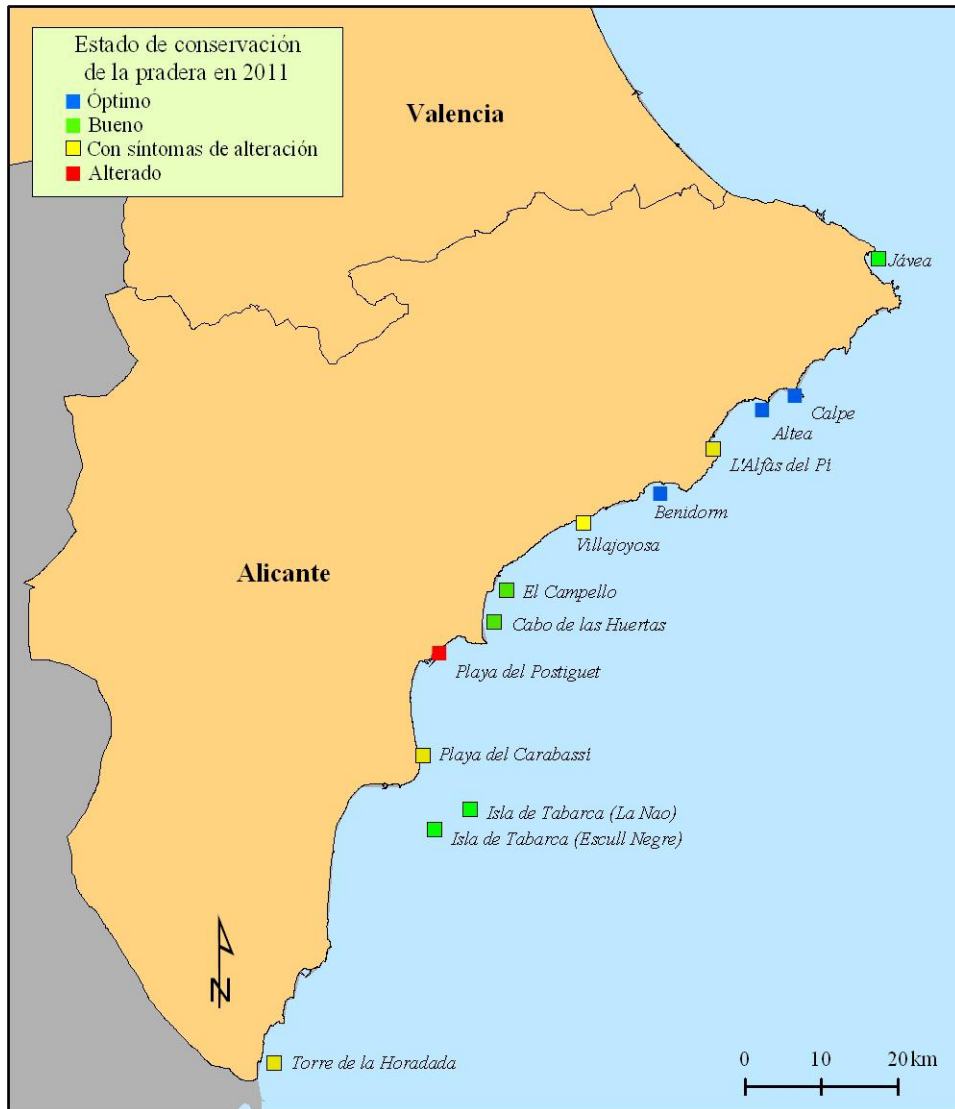 Estado de conservación
de la pradera en 2011
Óptimo
Bueno
Con síntomas de alteración
Alterado
Valencia
Jávea
Calpe
Altea
L'Alfàs del Pi
Benidorm
Villajoyosa
Alicante
El Campello
Cabo de las Huertas
Playa del Postiguet
Playa del Carabassí
Isla de Tabarca (La Nao)
Isla de Tabarca (Escull Negre)
N
Torre de la Horadada
0 10 20 km